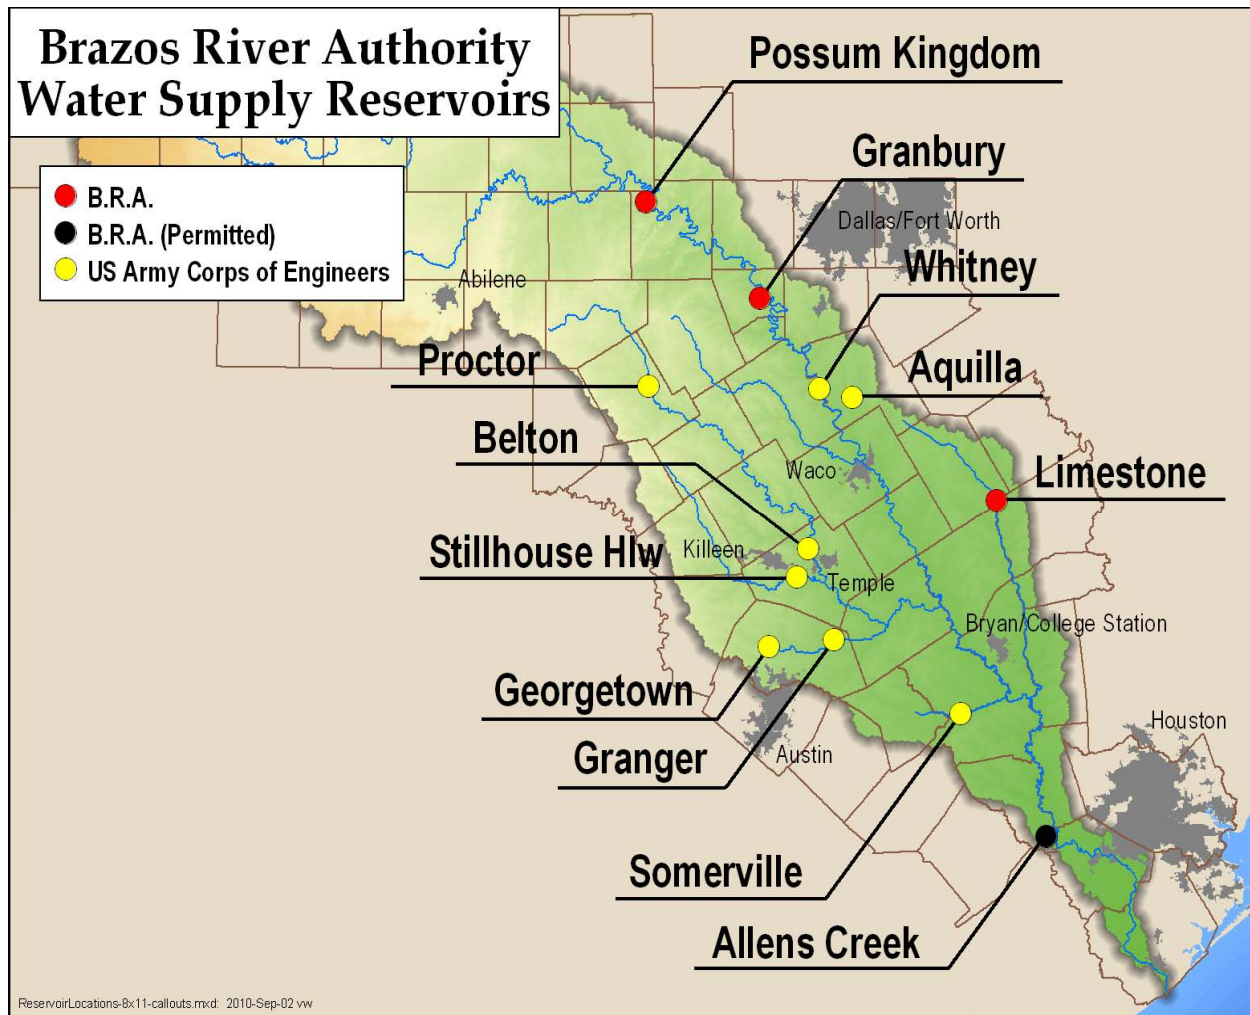 Brazos River Authority
Water Supply Reservoirs
B.R.A.
B.R.A. (Permitted)
US Army Corps of Engineers
Possum Kingdom
Granbury
Dallas/Fort Worth
Whitney
Abilene
Proctor
Aquilla
Belton
Waco
Limestone
Stillhouse Hlw
Killeen
Temple
Bryan/College Station
Georgetown
Houston
Granger
Austin
Somerville
Allens Creek
ReservoirLocations-8x11-callouts.mxd: 2010-Sep-02 vw